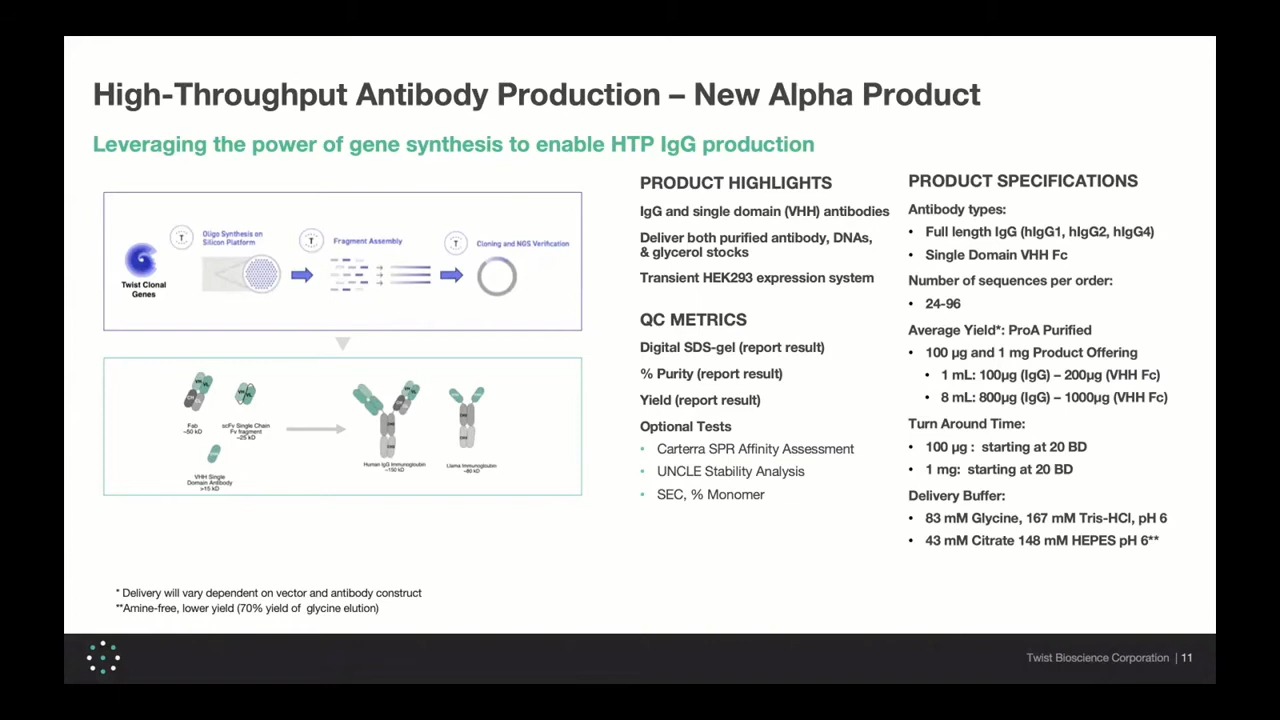 High-Throughput Antibody Production – New Alpha Product
Leveraging the power of gene synthesis to enable HTP IgG production
Twist Clonal
Genes
T
Oligo Synthesis on
Silicon Platform
T
Fragment Assembly
T
Cloning and NGS Verification
VH
VL
CH
CL
Fab
~50 kD
VH
VL
scFv Single Chain
Fv fragment
~25 kD
VHH Single
Domain Antibody
>15 kD
VH
VL
Human IgG Immunogloubin
~150 kD
Llama Immunogloubin
~80 kD
PRODUCT HIGHLIGHTS
IgG and single domain (VHH) antibodies
Deliver both purified antibody, DNAs,
& glycerol stocks
Transient HEK293 expression system
QC METRICS
Digital SDS-gel (report result)
% Purity (report result)
Yield (report result)
Optional Tests
• Carterra SPR Affinity Assessment
• UNCLE Stability Analysis
• SEC, % Monomer
PRODUCT SPECIFICATIONS
Antibody types:
• Full length IgG (hIgG1, hIgG2, hIgG4)
• Single Domain VHH Fc
Number of sequences per order:
• 24-96
Average Yield*: ProA Purified
• 100 µg and 1 mg Product Offering
• 1 mL: 100µg (IgG) – 200µg (VHH Fc)
• 8 mL: 800µg (IgG) – 1000µg (VHH Fc)
Turn Around Time:
• 100 µg : starting at 20 BD
• 1 mg: starting at 20 BD
Delivery Buffer:
• 83 mM Glycine, 167 mM Tris-HCl, pH 6
• 43 mM Citrate 148 mM HEPES pH 6**
* Delivery will vary dependent on vector and antibody construct
**Amine-free, lower yield (70% yield of glycine elution)
Twist Bioscience Corporation | 11